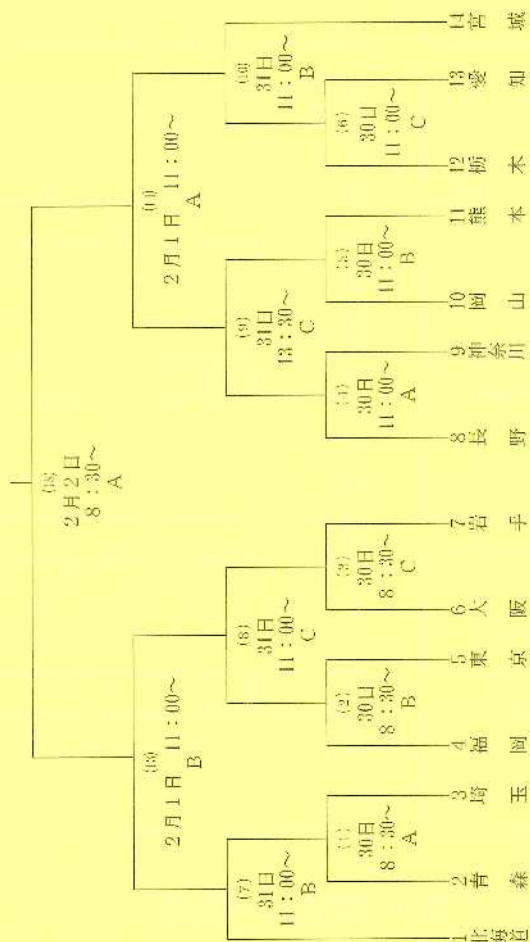 2月2日
8:30~
A
2月1日 11:00~
B
2月1日 11:00~
A
(7)
31日
11:00~
B
(8)
31日
11:00~
C
(9)
31日
13:30~
C
(10)
31日
11:00~
B
(1)
30日
8:30~
A
(2)
30日
8:30~
B
(3)
30日
8:30~
C
30日
11:00~
A
(5)
30日
11:00~
B
(6)
30日
11:00~
C
1 北海道
2 青森
3 埼玉
4 福岡
5 東京
6 大阪
7 岩手
8 長野
9 神奈川
10 岡山
11 熊本
12 栃木
13 愛知
14 宮城